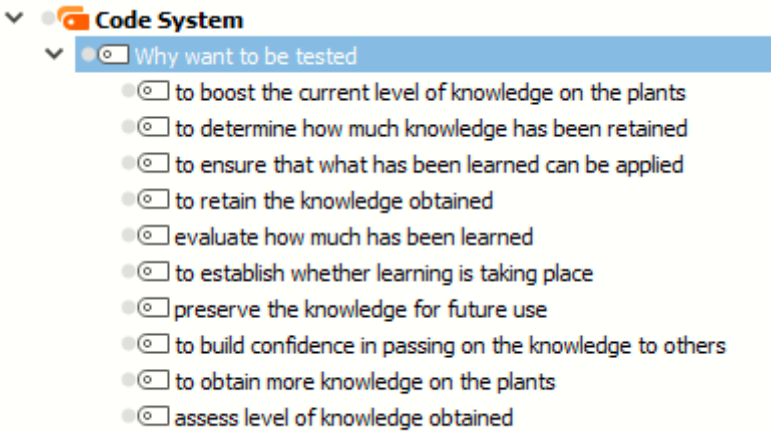 Code System
Why want to be tested
to boost the current level of knowledge on the plants
to determine how much knowledge has been retained
to ensure that what has been learned can be applied
to retain the knowledge obtained
evaluate how much has been learned
to establish whether learning is taking place
preserve the knowledge for future use
to build confidence in passing on the knowledge to others
to obtain more knowledge on the plants
assess level of knowledge obtained